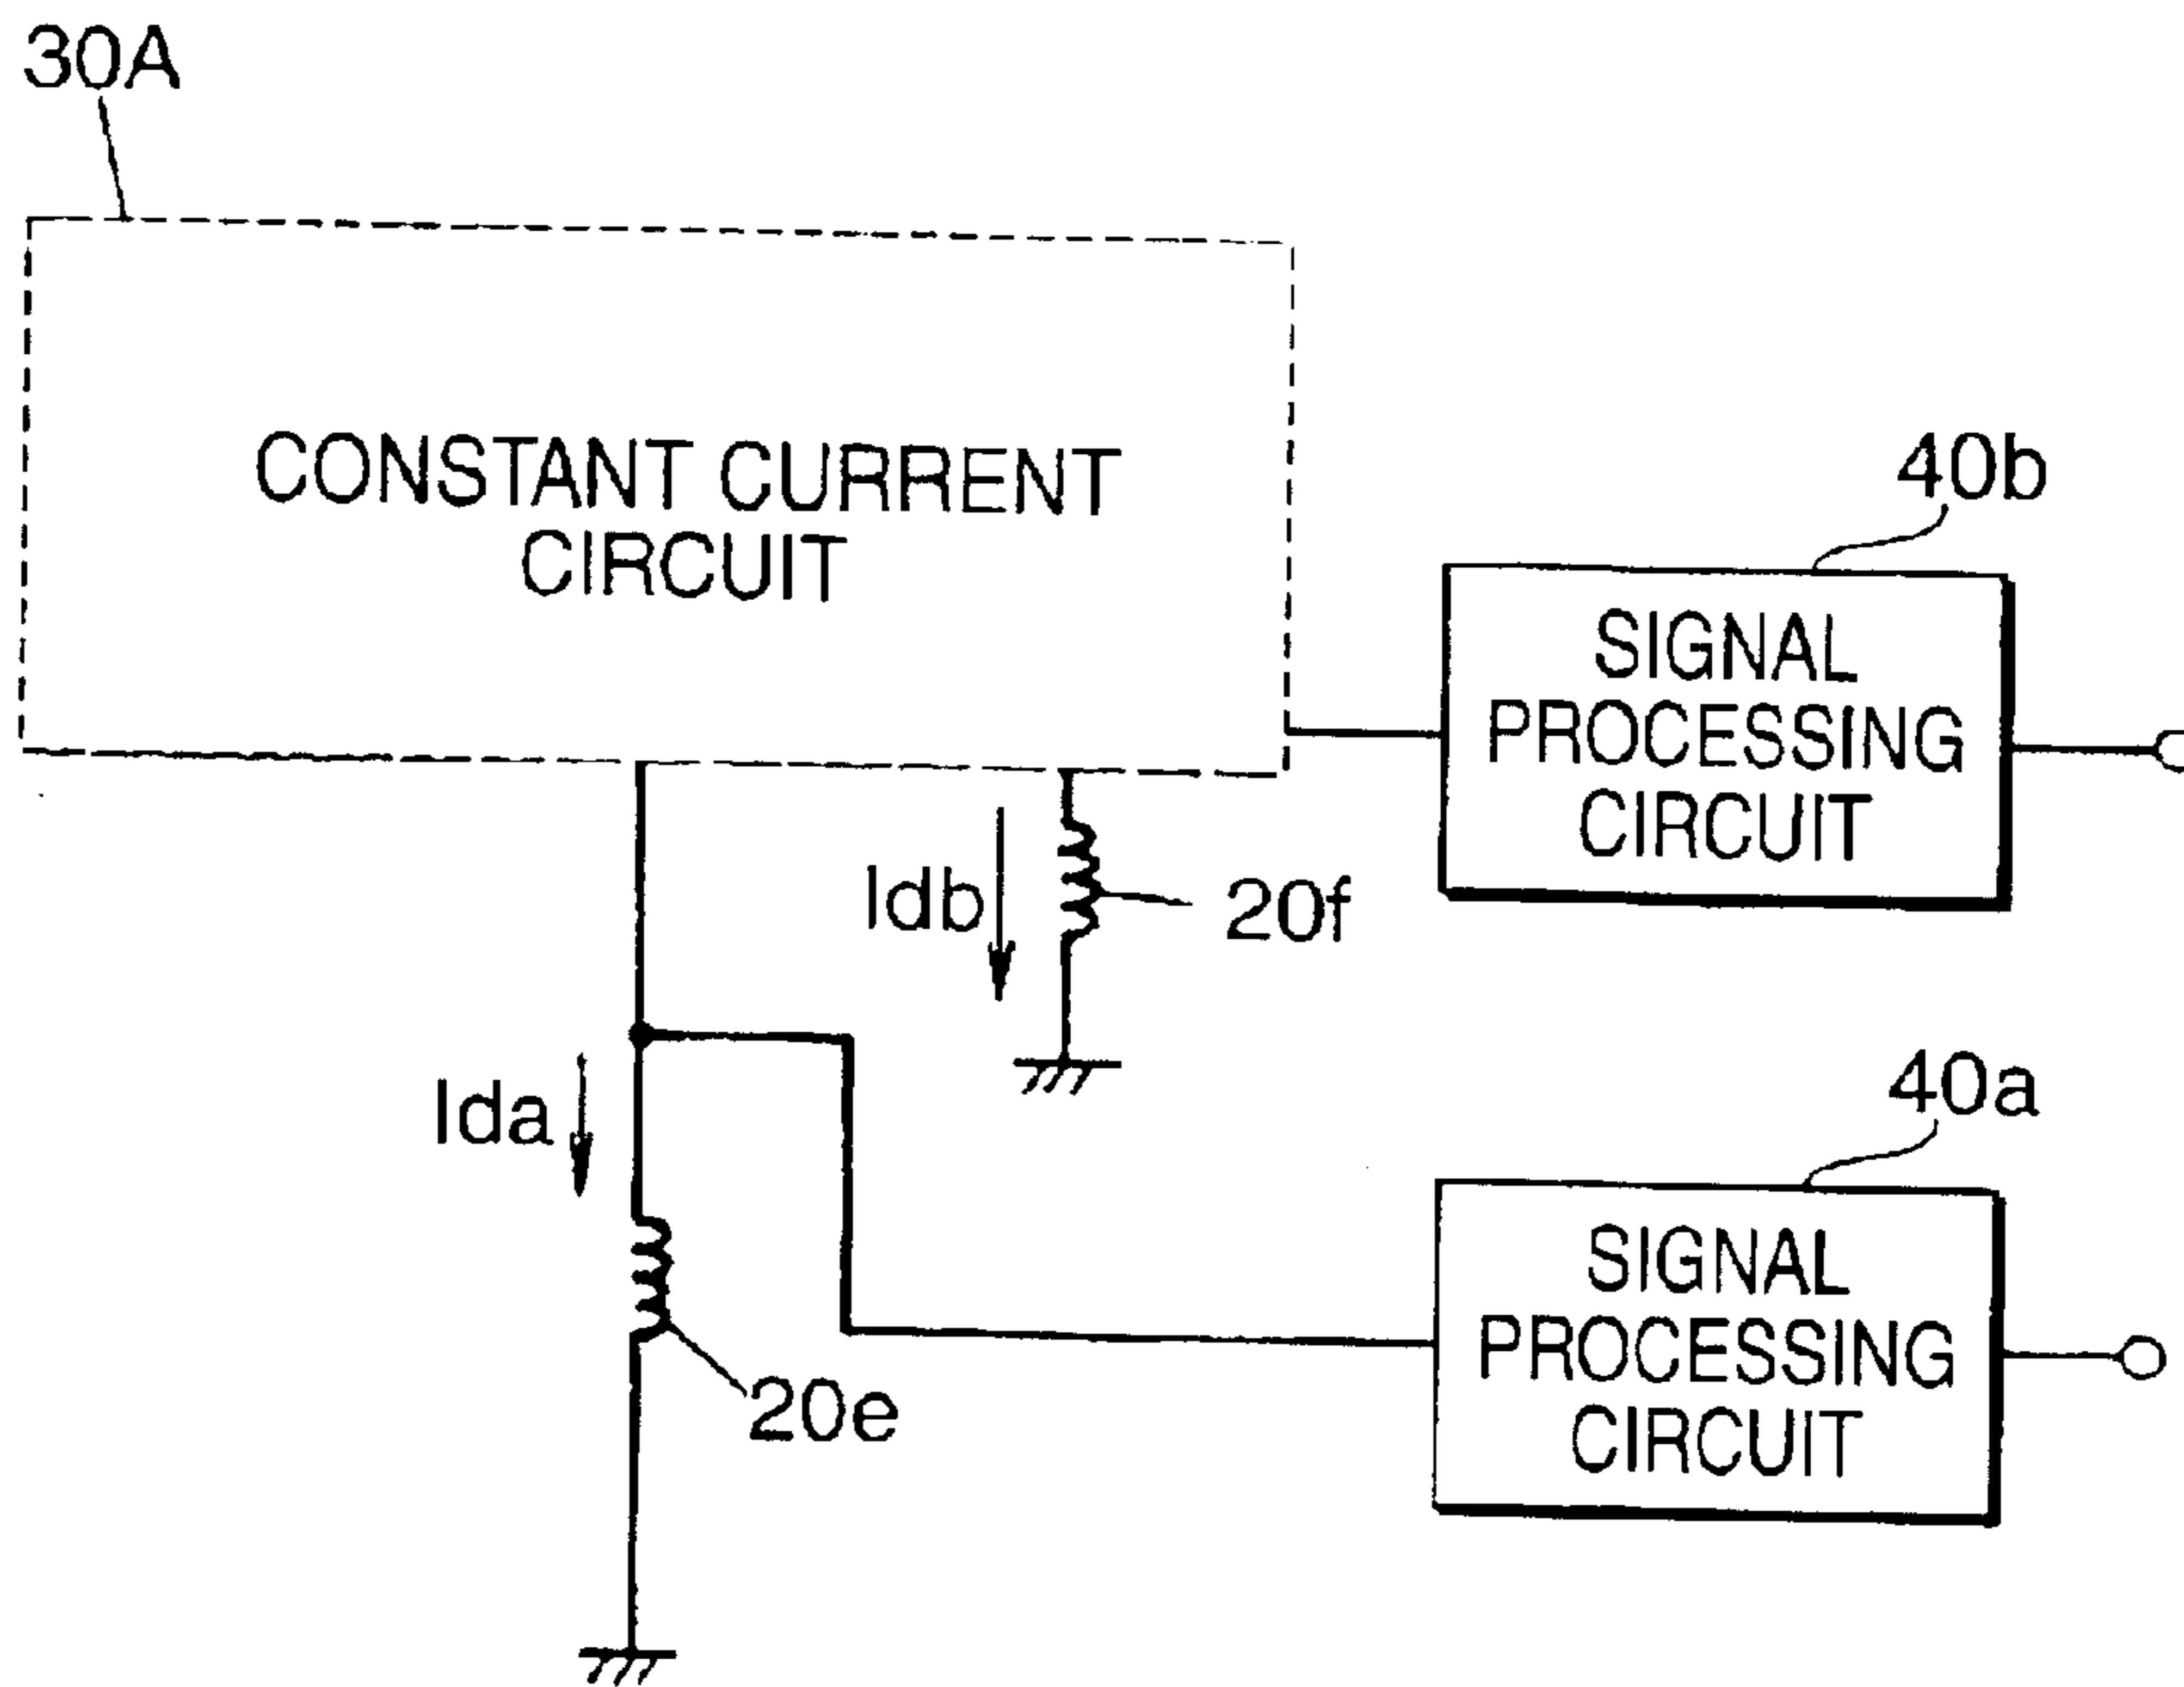 30A
CONSTANT CURRENT
CIRCUIT
40b
SIGNAL
PROCESSING
CIRCUIT
Idb
20f
40a
Ida
SIGNAL
PROCESSING
CIRCUIT
20e